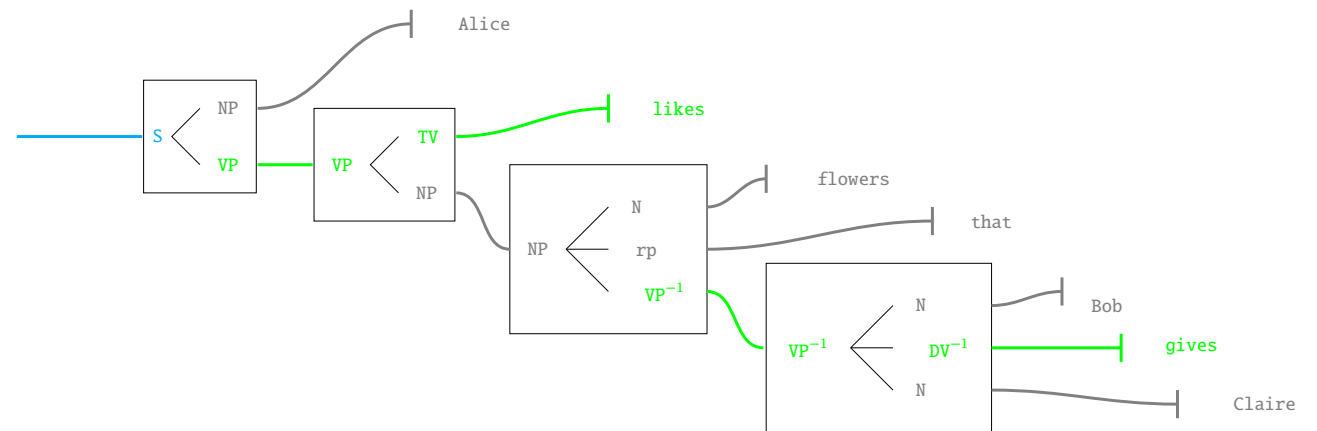 Alice
NP
S
VP
likes
TV
VP
NP
flowers
N
that
NP
rp
VP⁻¹
Bob
N
gives
VP⁻¹
DV⁻¹
N
Claire